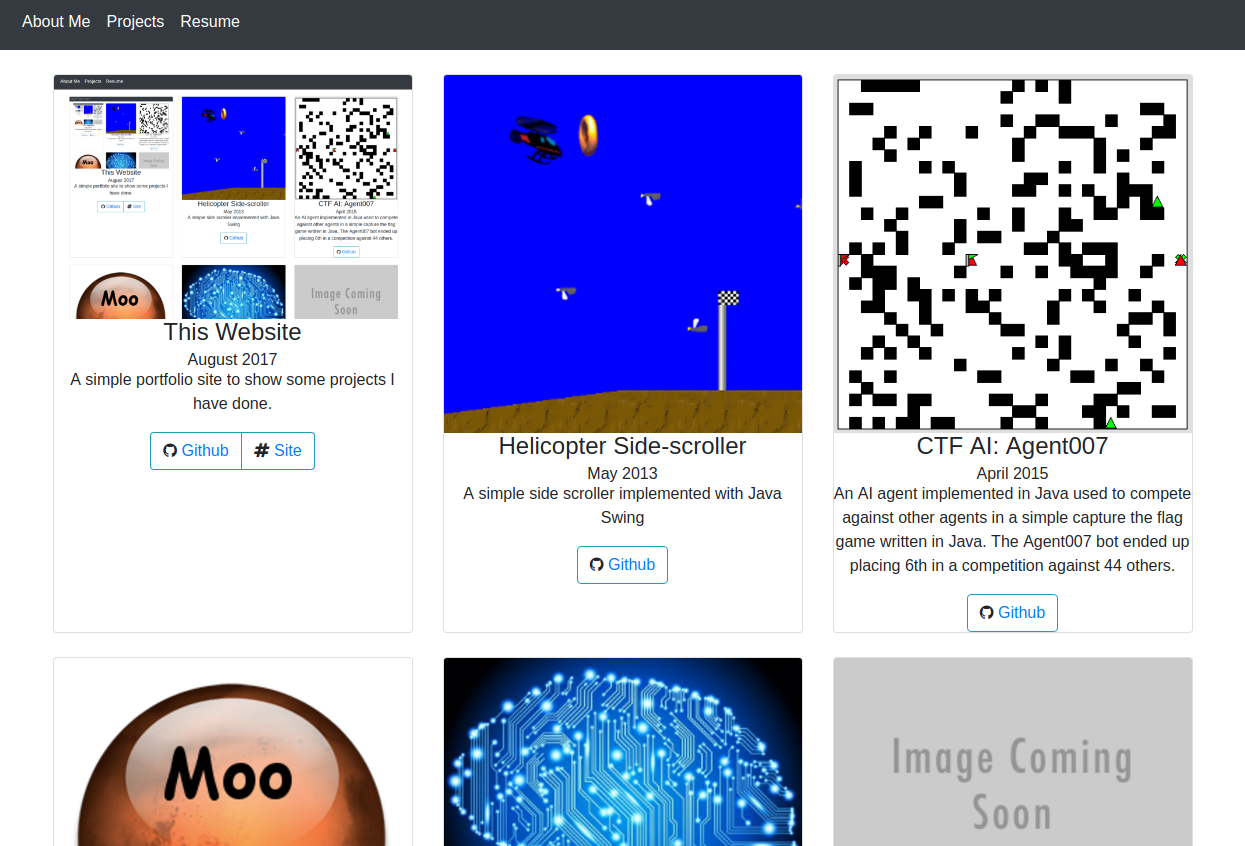 About Me Projects Resume
About Me Projects Resume
This Website
August 2017
A simple portfolio site to show some projects I
have done.
Github # Site
Helicopter Side-scroller
May 2013
A simple side scroller implemented with Java
Swing
Github
CTF AI: Agent007
April 2015
An AI agent implemented in Java used to compete
against other agents in a simple capture the flag
game written in Java. The Agent007 bot ended up
placing 6th in a competition against 44 others.
Github
Moo
Image Coming
Soon
This Website
August 2017
A simple portfolio site to show some projects I
have done.
Github # Site
Helicopter Side-scroller
May 2013
A simple side scroller implemented with Java
Swing
Github
CTF AI: Agent007
April 2015
An AI agent implemented in Java used to compete
against other agents in a simple capture the flag
game written in Java. The Agent007 bot ended up
placing 6th in a competition against 44 others.
Github
Moo
Image Coming
Soon